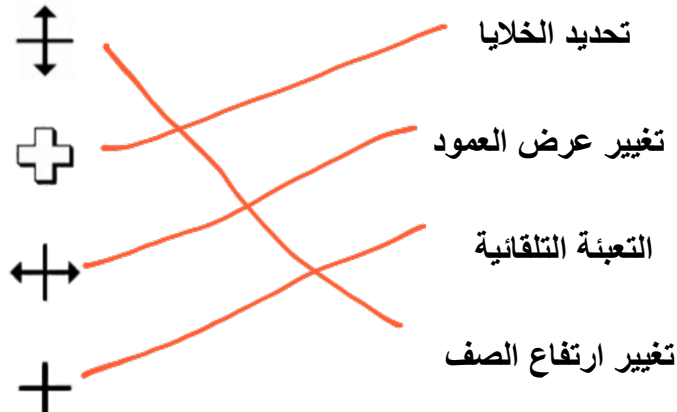 تحديد الخلايا
تغيير عرض العمود
التعبئة التلقائية
تغيير ارتفاع الصف